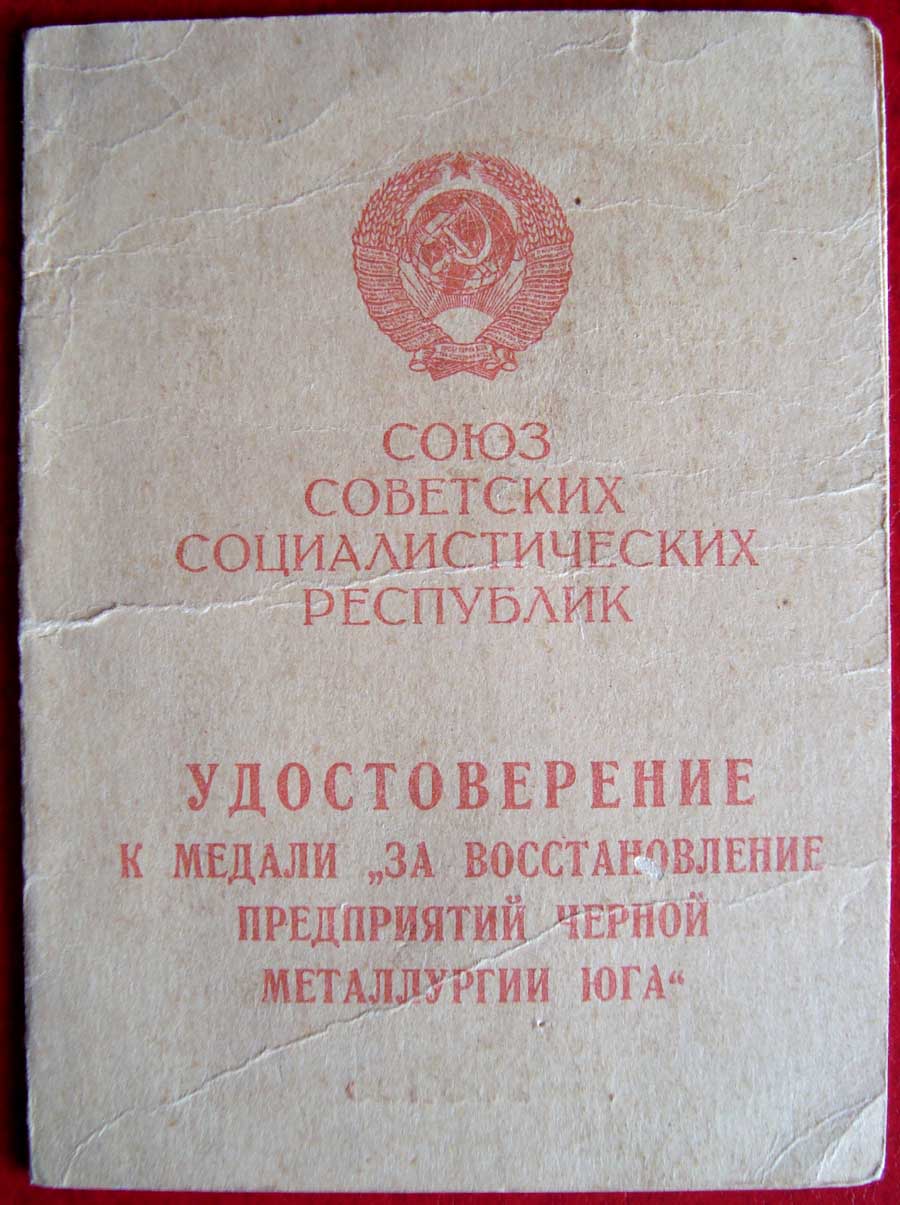 СОЮЗ
СОВЕТСКИХ
СОЦИАЛИСТИЧЕСКИХ
РЕСПУБЛИК
УДОСТОВЕРЕНИЕ
К МЕДАЛИ „ЗА ВОССТАНОВЛЕНИЕ
ПРЕДПРИЯТИЙ ЧЕРНОЙ
МЕТАЛЛУРГИИ ЮГА“